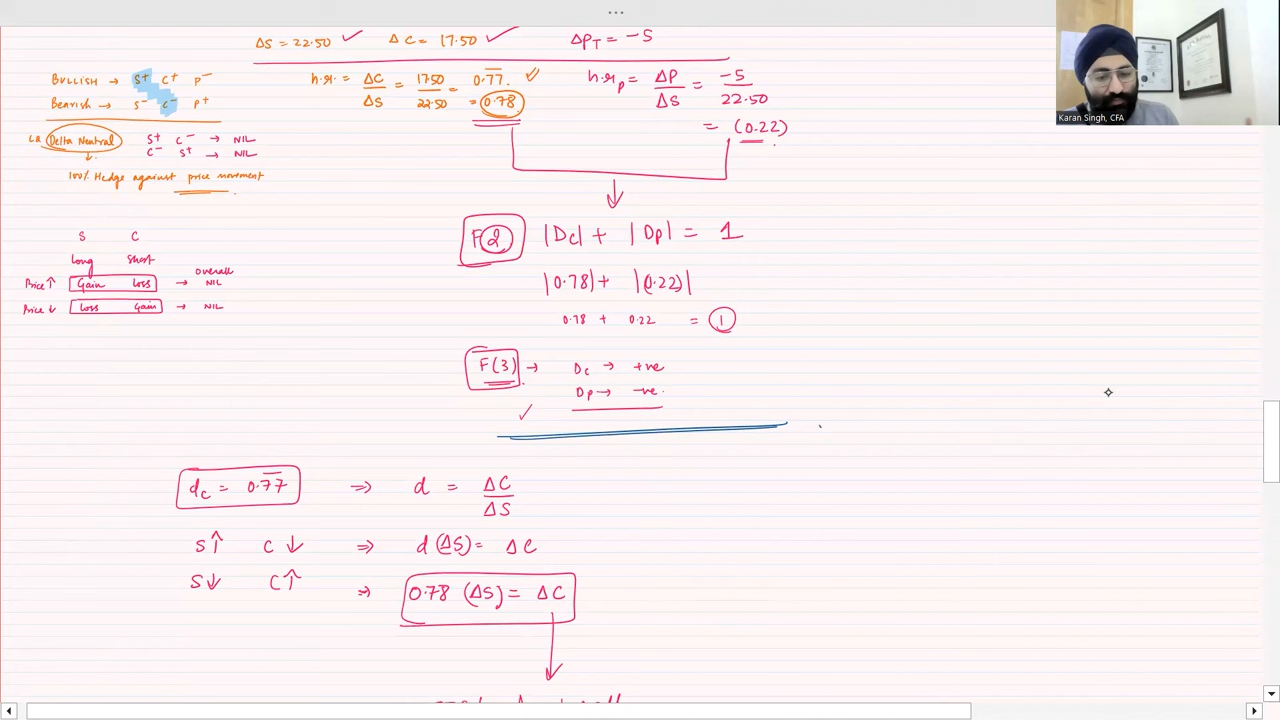 ΔS = 22.50 ✓ ΔC = 17.50 ✓ ΔP_T = -5
BULLISH → S+ C+ P-
Bearish → S- C- P+
h.r. = ΔC/ΔS = 17.50/22.50 = 0.77. ✓
= 0.78
h.r_p = ΔP/ΔS = -5/22.50
= (0.22)
Delta Neutral S+ C- → NIL
C- S+ → NIL
100% Hedge against price movement
F(2) |Dc| + |Dp| = 1
|0.78| + |(0.22)|
0.78 + 0.22 = 1
S C
Long Short
overall
Price↑ Gain Loss → NIL
Price↓ Loss Gain → NIL
F(3) → Dc → +ve
Dp → -ve.
✓
dc = 0.77 ⇒ d = ΔC/ΔS
S↑ C↓ ⇒ d(ΔS) = ΔC
S↓ C↑ ⇒ 0.78 (ΔS) = ΔC
Karan Singh, CFA